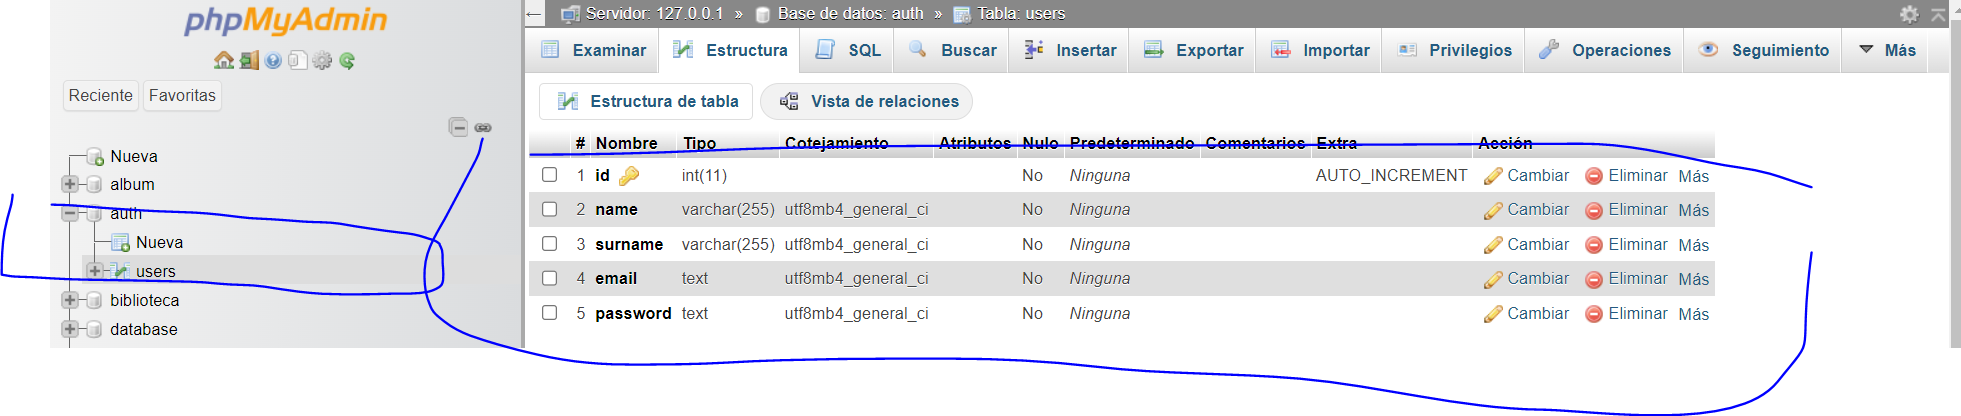 phpMyAdmin
Reciente Favoritas
Nueva
album
auth
Nueva
users
biblioteca
database
Servidor: 127.0.0.1 » Base de datos: auth » Tabla: users
Examinar Estructura SQL Buscar Insertar Exportar Importar Privilegios Operaciones Seguimiento Más
Estructura de tabla Vista de relaciones
# Nombre Tipo Cotejamiento Atributos Nulo Predeterminado Comentarios Extra Acción
1 id int(11) No Ninguna AUTO_INCREMENT Cambiar Eliminar Más
2 name varchar(255) utf8mb4_general_ci No Ninguna Cambiar Eliminar Más
3 surname varchar(255) utf8mb4_general_ci No Ninguna Cambiar Eliminar Más
4 email text utf8mb4_general_ci No Ninguna Cambiar Eliminar Más
5 password text utf8mb4_general_ci No Ninguna Cambiar Eliminar Más